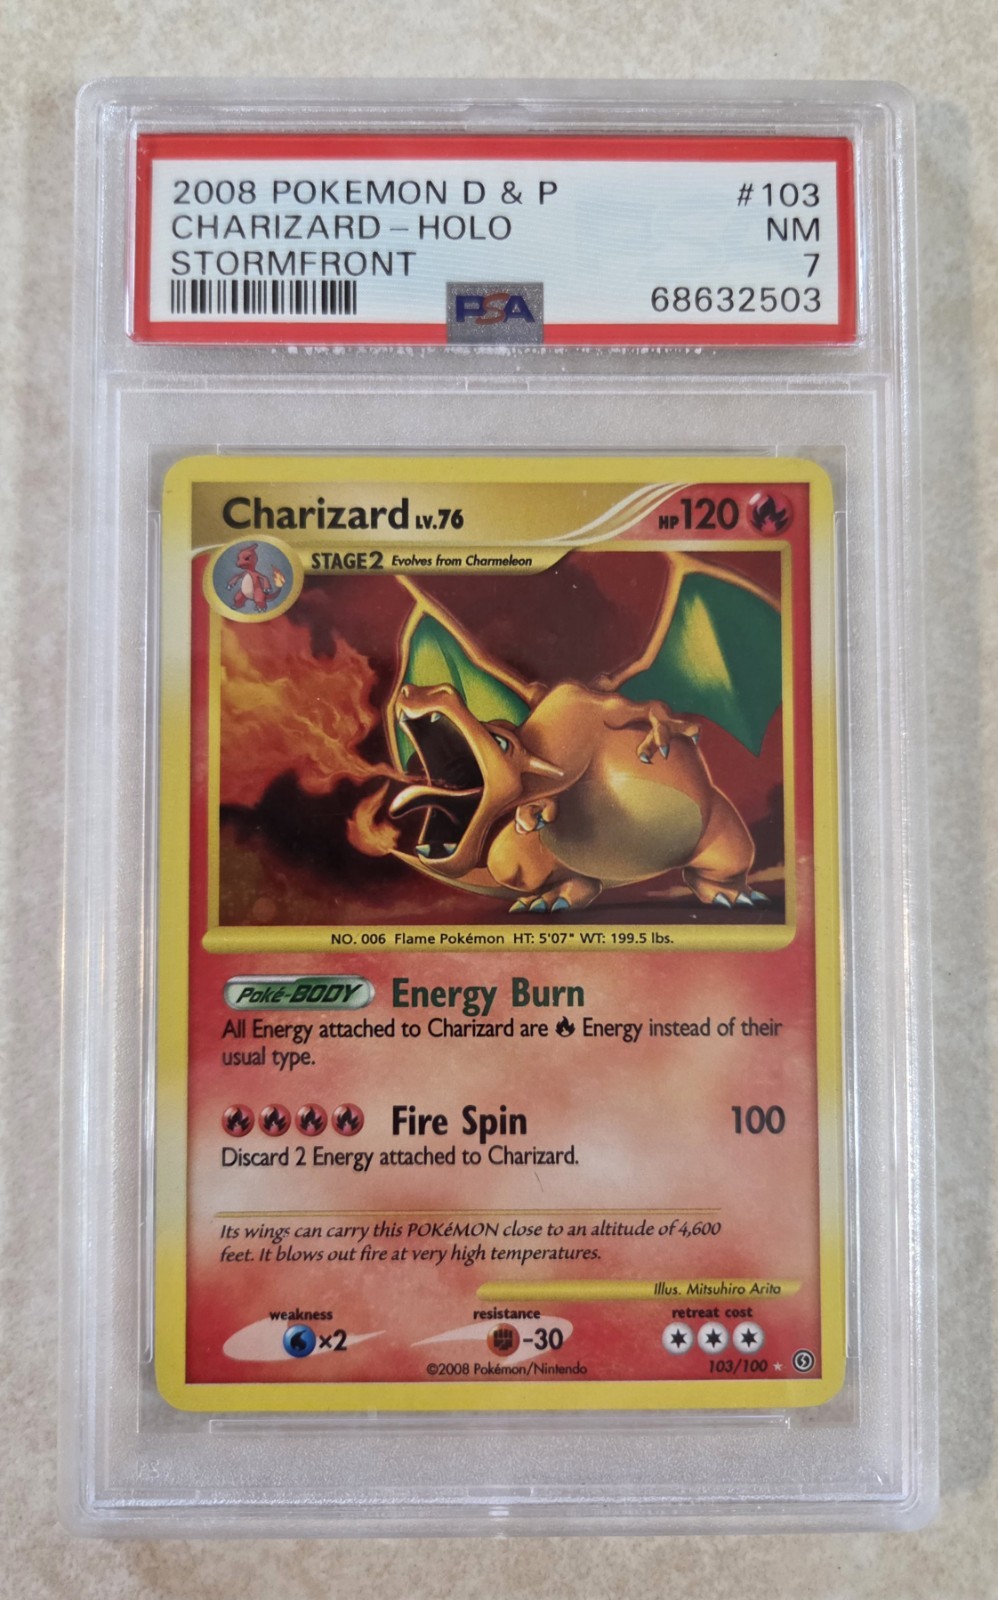 2008 POKEMON D & P #103
CHARIZARD - HOLO NM
STORMFRONT 7
PSA 68632503
Charizard LV.76 HP 120
STAGE2 Evolves from Charmeleon
NO. 006 Flame Pokémon HT: 5'07" WT: 199.5 lbs.
Poké-BODY Energy Burn
All Energy attached to Charizard are Energy instead of their
usual type.
Fire Spin 100
Discard 2 Energy attached to Charizard.
Its wings can carry this POKéMON close to an altitude of 4,600
feet. It blows out fire at very high temperatures.
Illus. Mitsuhiro Arita
weakness resistance retreat cost
×2 -30
©2008 Pokémon/Nintendo 103/100